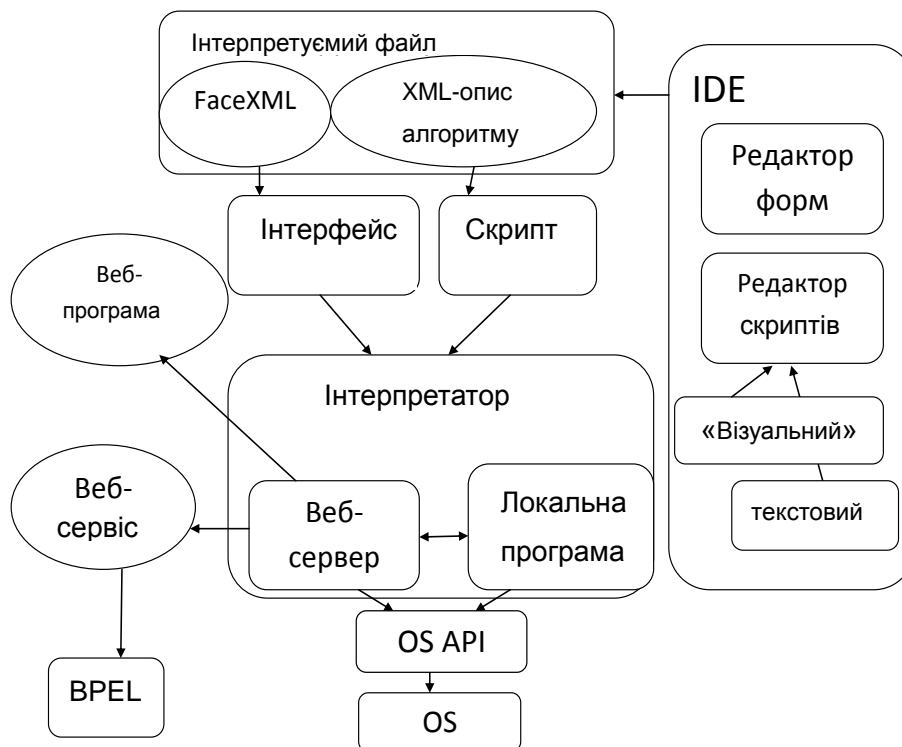 Інтерпретуємий файл
FaceXML
XML-опис
алгоритму
IDE
Редактор
форм
Інтерфейс
Скрипт
Веб-
програма
Редактор
скриптів
Інтерпретатор
«Візуальний»
текстовий
Веб-
сервіс
Веб-
сервер
Локальна
програма
OS API
BPEL
OS